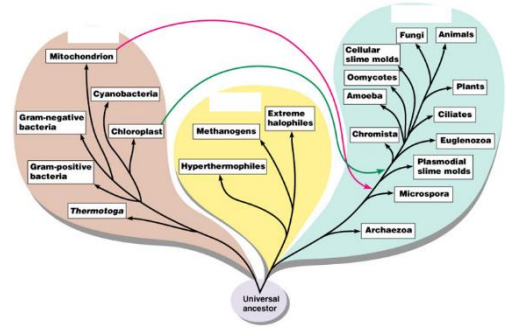 Mitochondrion
Cyanobacteria
Gram-negative
bacteria
Chloroplast
Gram-positive
bacteria
Thermotoga
Methanogens
Extreme
halophiles
Hyperthermophiles
Fungi
Animals
Cellular
slime molds
Oomycotes
Amoeba
Plants
Ciliates
Chromista
Euglenozoa
Plasmodial
slime molds
Microspora
Archaezoa
Universal
ancestor